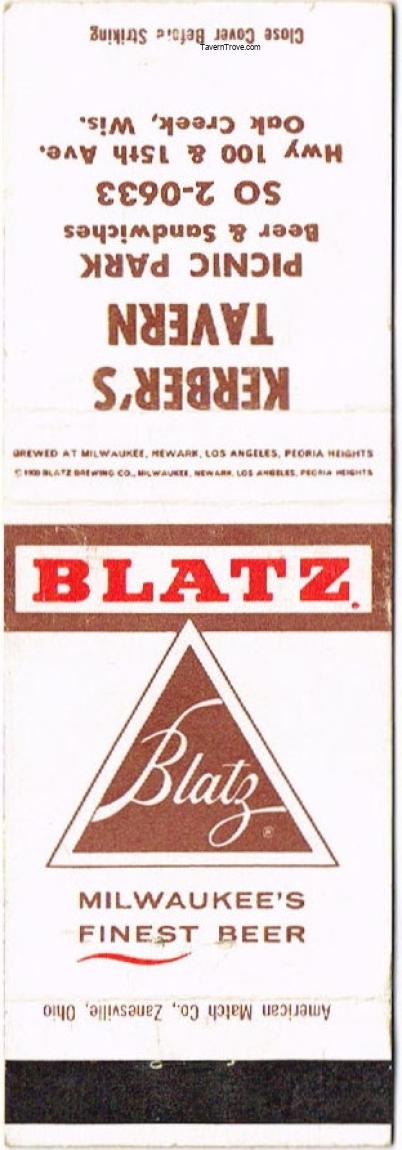 Close Cover Before Striking
TavernTrove.com
KERBER'S
TAVERN
PICNIC PARK
Beer & Sandwiches
SO 2-0633
Hwy 100 & 15th Ave.
Oak Creek, Wis.
BREWED AT MILWAUKEE, NEWARK, LOS ANGELES, PEORIA HEIGHTS
© BLATZ BREWING CO., MILWAUKEE, NEWARK, LOS ANGELES, PEORIA HEIGHTS
BLATZ®
Blatz®
MILWAUKEE'S
FINEST BEER
American Match Co., Zanesville, Ohio